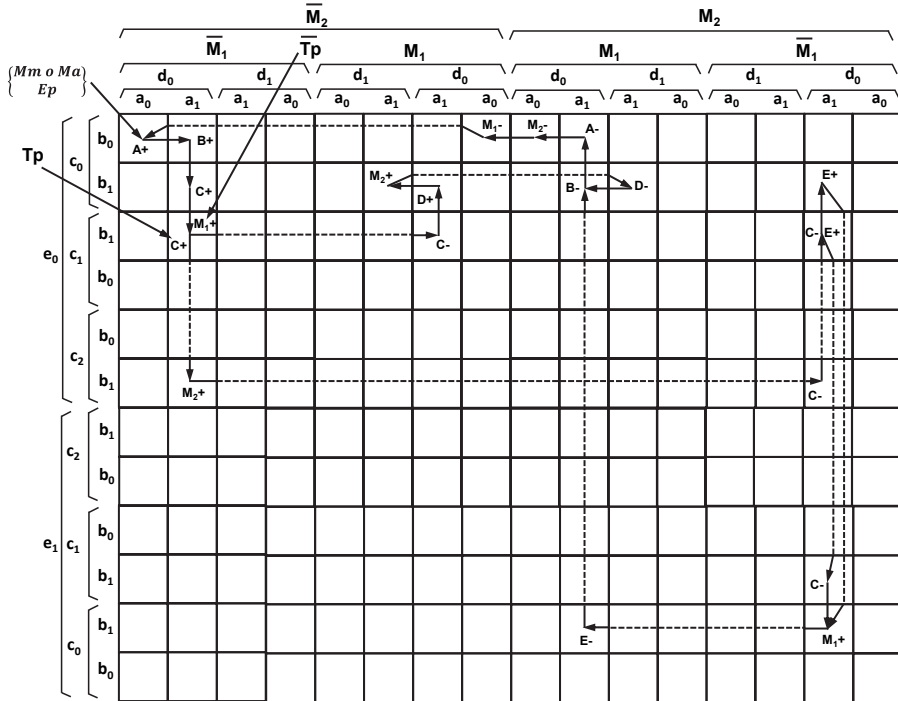 M̅₂ M₂
M̅₁ T̅p̅ M₁ M₁ M̅₁
{Mm o Ma
Ep}
d₀ d₁ d₁ d₀ d₀ d₁ d₁ d₀
a₀ a₁ a₁ a₀ a₀ a₁ a₁ a₀ a₀ a₁ a₁ a₀ a₀ a₁ a₁ a₀
b₀ A+ B+ M₁- M₂- A-
Tp c₀
b₁ C+ M₂+ D+ B- D- E+
b₁ C+ M₁+ C- C- E+
e₀ c₁
b₀
b₀
c₂
b₁ M₂+ C-
b₁
c₂
b₀
b₀
e₁ c₁
b₁ C-
b₁ E- M₁+
c₀
b₀